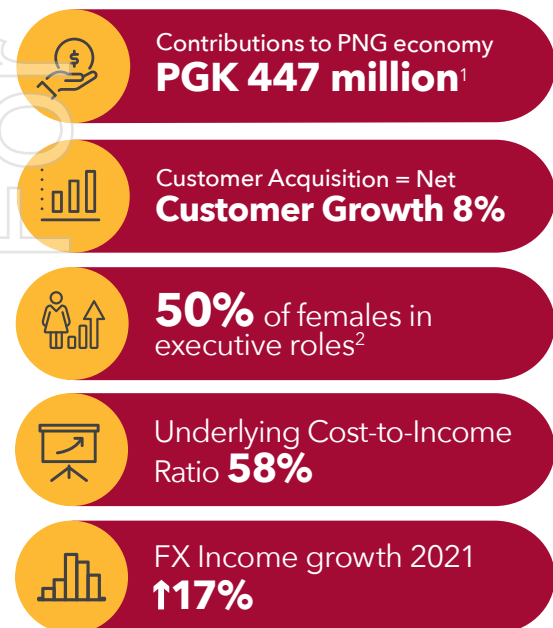 Contributions to PNG economy
PGK 447 million¹
Customer Acquisition = Net
Customer Growth 8%
50% of females in
executive roles²
Underlying Cost-to-Income
Ratio 58%
FX Income growth 2021
↑17%